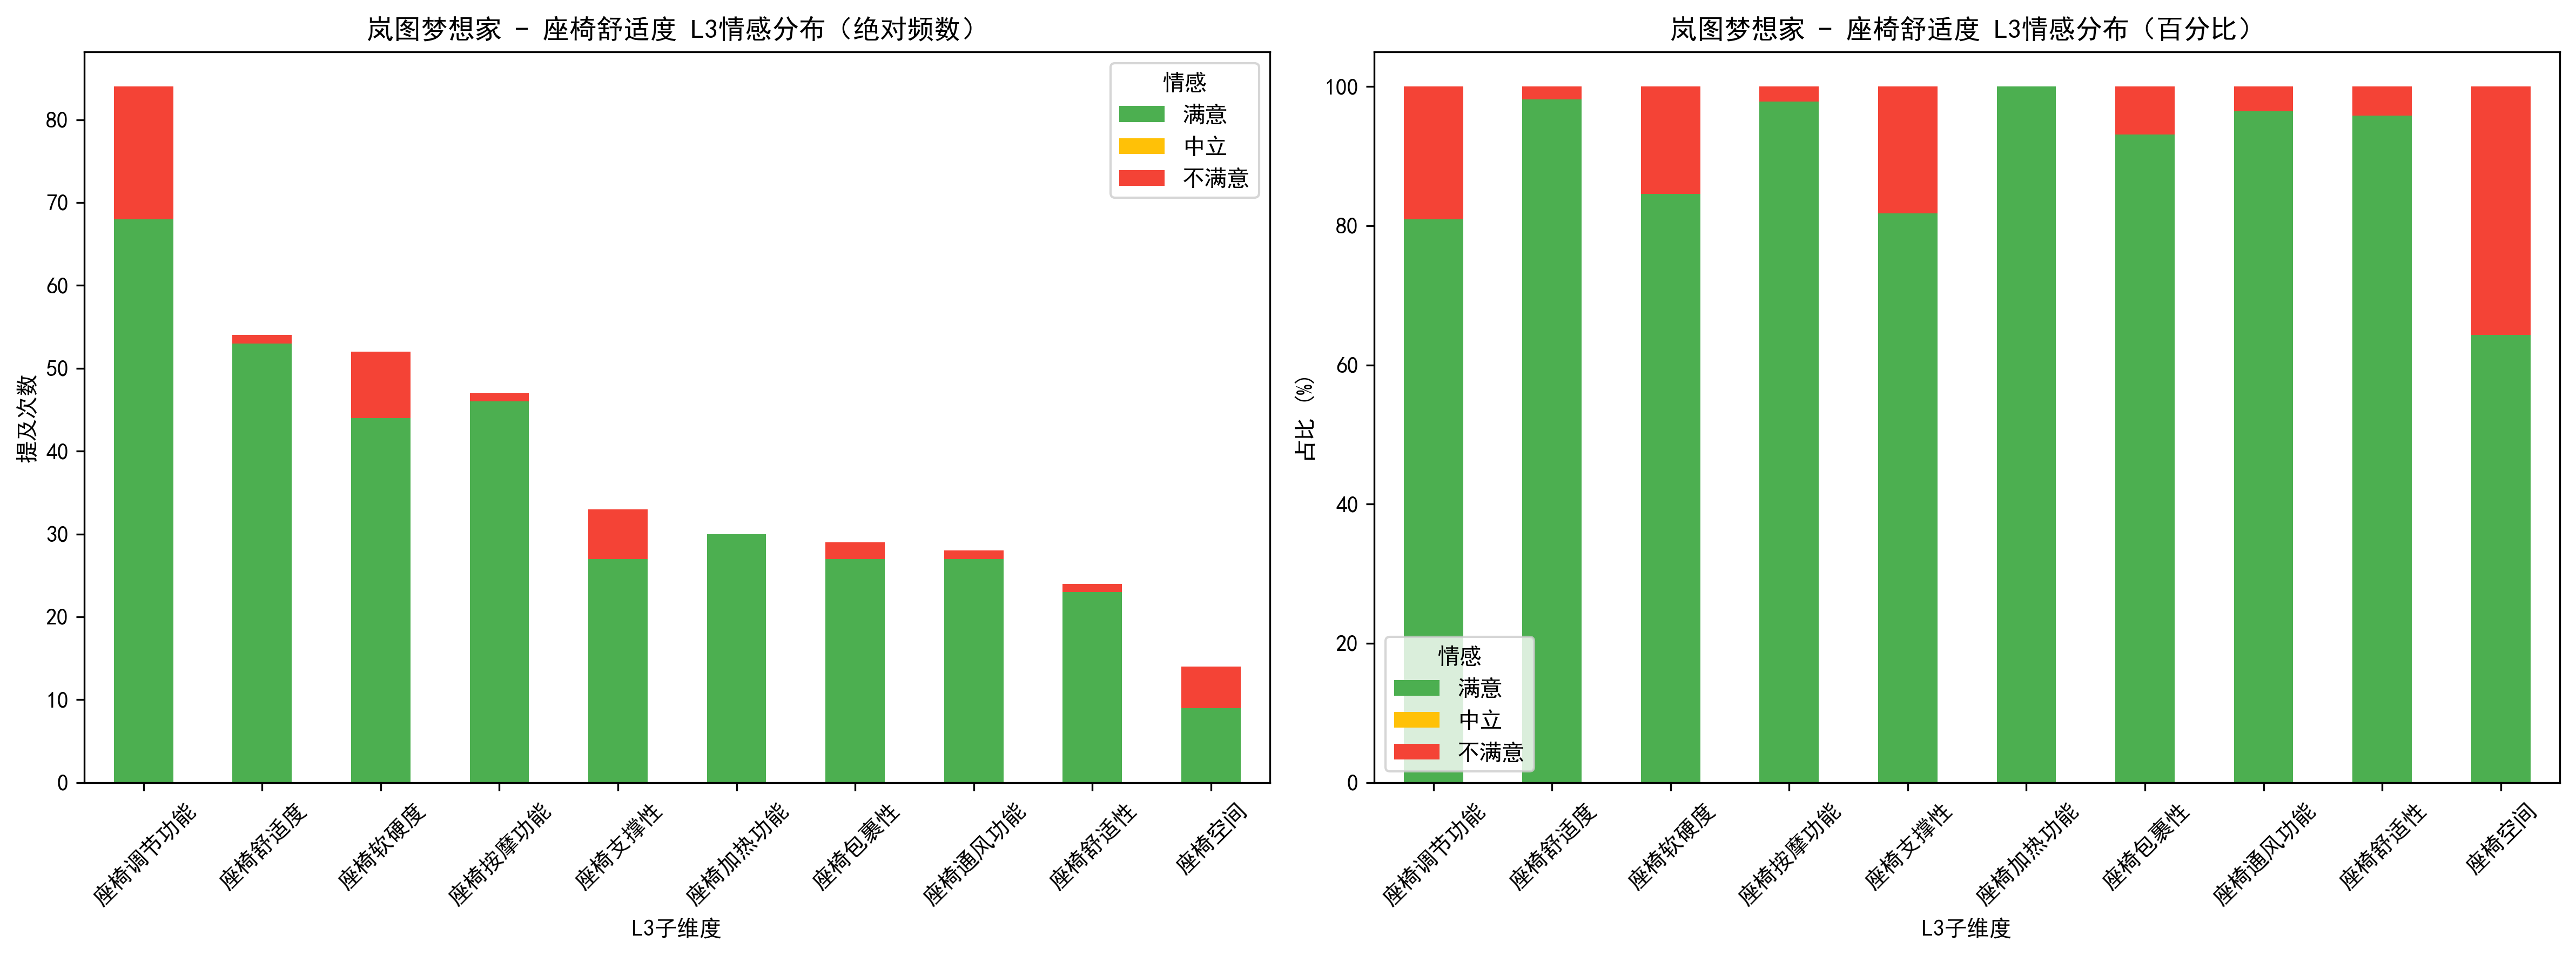 岚图梦想家 - 座椅舒适度 L3情感分布（绝对频数）
提及次数
80
70
60
50
40
30
20
10
0
情感
满意
中立
不满意
座椅调节功能
座椅舒适度
座椅软硬度
座椅按摩功能
座椅支撑性
座椅加热功能
座椅包裹性
座椅通风功能
座椅舒适性
座椅空间
L3子维度
岚图梦想家 - 座椅舒适度 L3情感分布（百分比）
占比 (%)
100
80
60
40
20
0
情感
满意
中立
不满意
座椅调节功能
座椅舒适度
座椅软硬度
座椅按摩功能
座椅支撑性
座椅加热功能
座椅包裹性
座椅通风功能
座椅舒适性
座椅空间
L3子维度